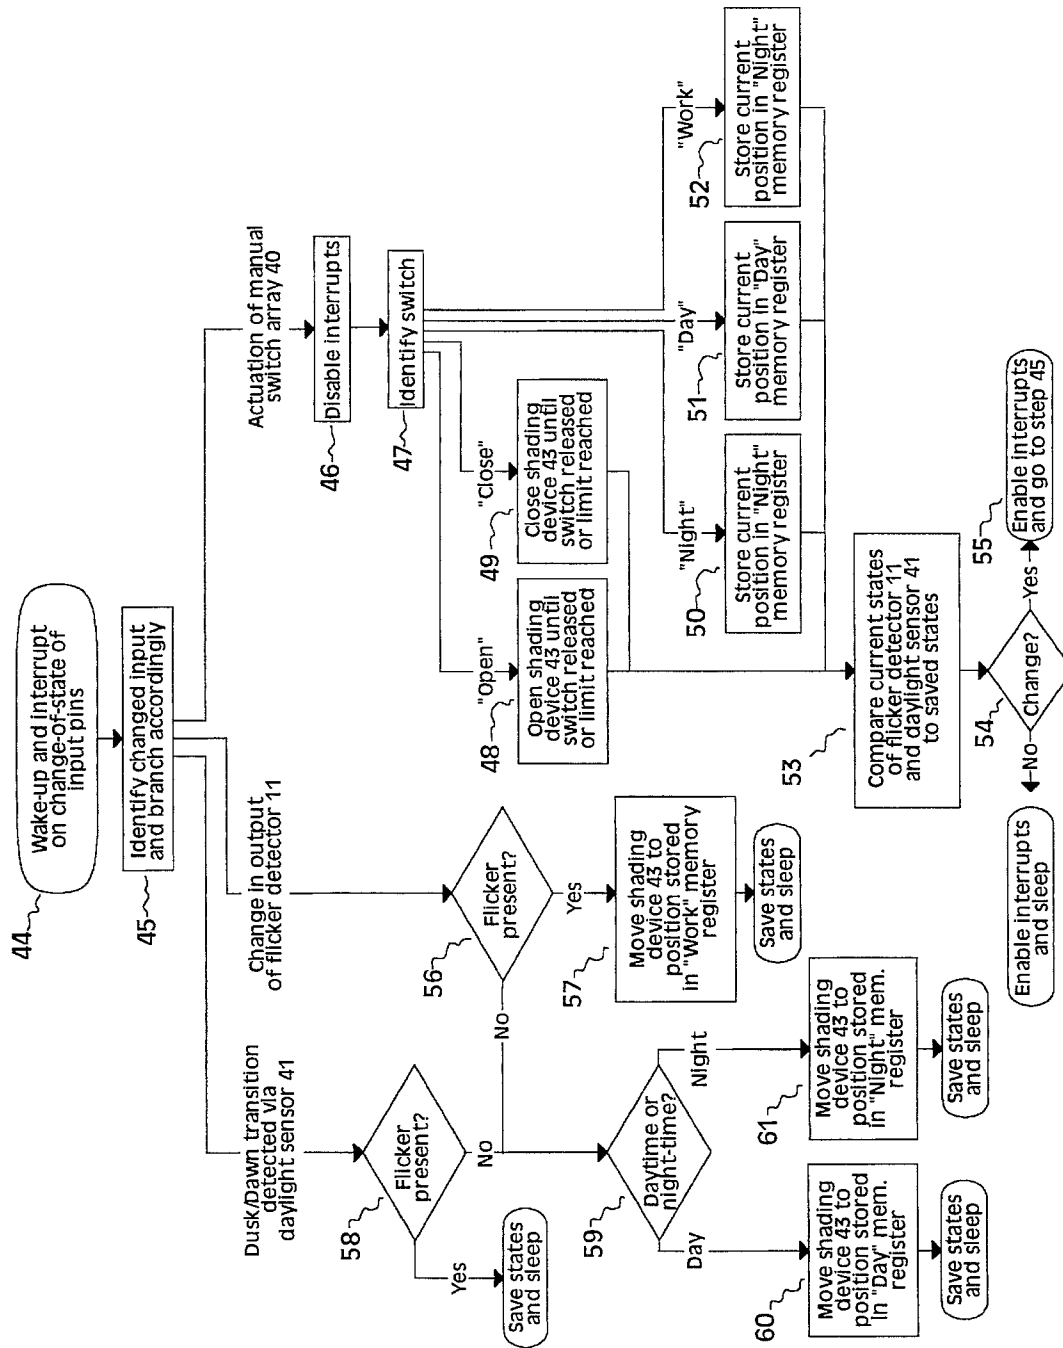 Wake-up and interrupt
on change-of-state of
input pins
44
Identify changed input
and branch accordingly
45
Dusk/Dawn transition
detected via
daylight sensor 41
Change in output
of flicker detector 11
Actuation of manual
switch array 40
Disable interrupts
46
Identify switch
47
"Open"
48
Open shading
device 43 until
switch released
or limit reached
"Close"
49
Close shading
device 43 until
switch released
or limit reached
"Night"
50
Store current
position in "Night"
memory register
"Day"
51
Store current
position in "Day"
memory register
"Work"
52
Store current
position in "Night"
memory register
53
Compare current states
of flicker detector 11
and daylight sensor 41
to saved states
54
Change?
No
Enable interrupts
and sleep
Yes
55
Enable interrupts
and go to step 45
Flicker
present?
56
No
Yes
57
Move shading
device 43 to
position stored
in "Work" memory
register
Save states
and sleep
Flicker
present?
58
Yes
Save states
and sleep
No
Daytime or
night-time?
59
Day
60
Move shading
device 43 to
position stored
in "Day" mem.
register
Save states
and sleep
Night
61
Move shading
device 43 to
position stored
in "Night" mem.
register
Save states
and sleep